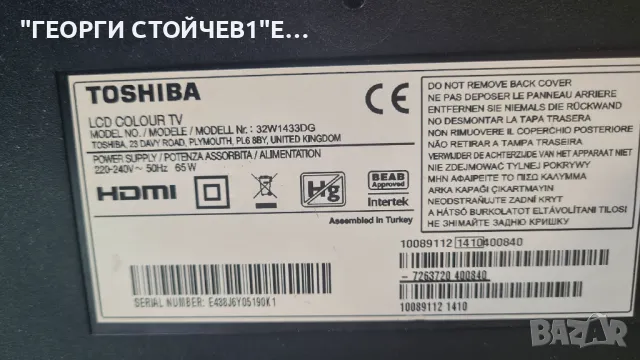 "ГЕОРГИ СТОЙЧЕВ1"Е...
TOSHIBA
LCD COLOUR TV
MODEL NO./ MODELE / MODELL Nr.: 32W1433DG
TOSHIBA, 23 DAVY ROAD, PLYMOUTH, PL6 8BY, UNITED KINGDOM
POWER SUPPLY / POTENZA ASSORBITA / ALIMENTATION
220-240V~ 50Hz 65W
HDMI
Hg
BEAB
Approved
Intertek
Assembled in Turkey
SERIAL NUMBER: E438J6Y05190K1
CE
DO NOT REMOVE BACK COVER
NE PAS DEPOSER LE PANNEAU ARRIERE
ENTFERNEN SIE NIEMALS DIE RÜCKWAND
NO DESMONTAR LA TAPA TRASERA
NON RIMUOVERE IL COPERCHIO POSTERIORE
NÃO RETIRAR A TAMPA TRASEIRA
VERWIJDER DE ACHTERZIJDE VAN HET APPARAAT NIET
NIE ZDEJMOWAĆ TYLNEJ POKRYWY
ΜΗ ΑΦΑΙΡΕΙΤΕ ΤΟ ΠΙΣΩ ΚΑΛΥΜΜΑ
ARKA KAPAĞI ÇIKARTMAYIN
NEODSTRAŇUJTE ZADNÍ KRYT
A HÁTSÓ BURKOLATOT ELTÁVOLÍTANI TILOS!
НЕ ЗНІМАЙТЕ ЗАДНЮ КРИШКУ
10089112 1410 400840
7263720 400840
10089112 1410
BAZAR